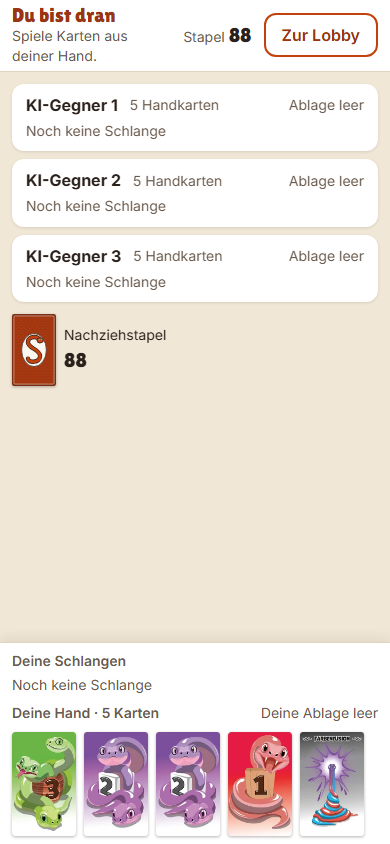 Du bist dran
Spiele Karten aus
deiner Hand.
Stapel 88
Zur Lobby
KI-Gegner 1 5 Handkarten Ablage leer
Noch keine Schlange
KI-Gegner 2 5 Handkarten Ablage leer
Noch keine Schlange
KI-Gegner 3 5 Handkarten Ablage leer
Noch keine Schlange
S
Nachziehstapel
88
Deine Schlangen
Noch keine Schlange
Deine Hand · 5 Karten Deine Ablage leer
3
2
2
1
FARBENFUSION